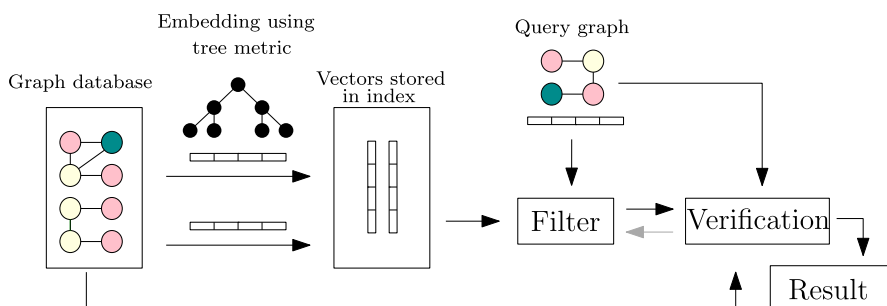 Embedding using
tree metric
Query graph
Graph database
Vectors stored
in index
Filter
Verification
Result